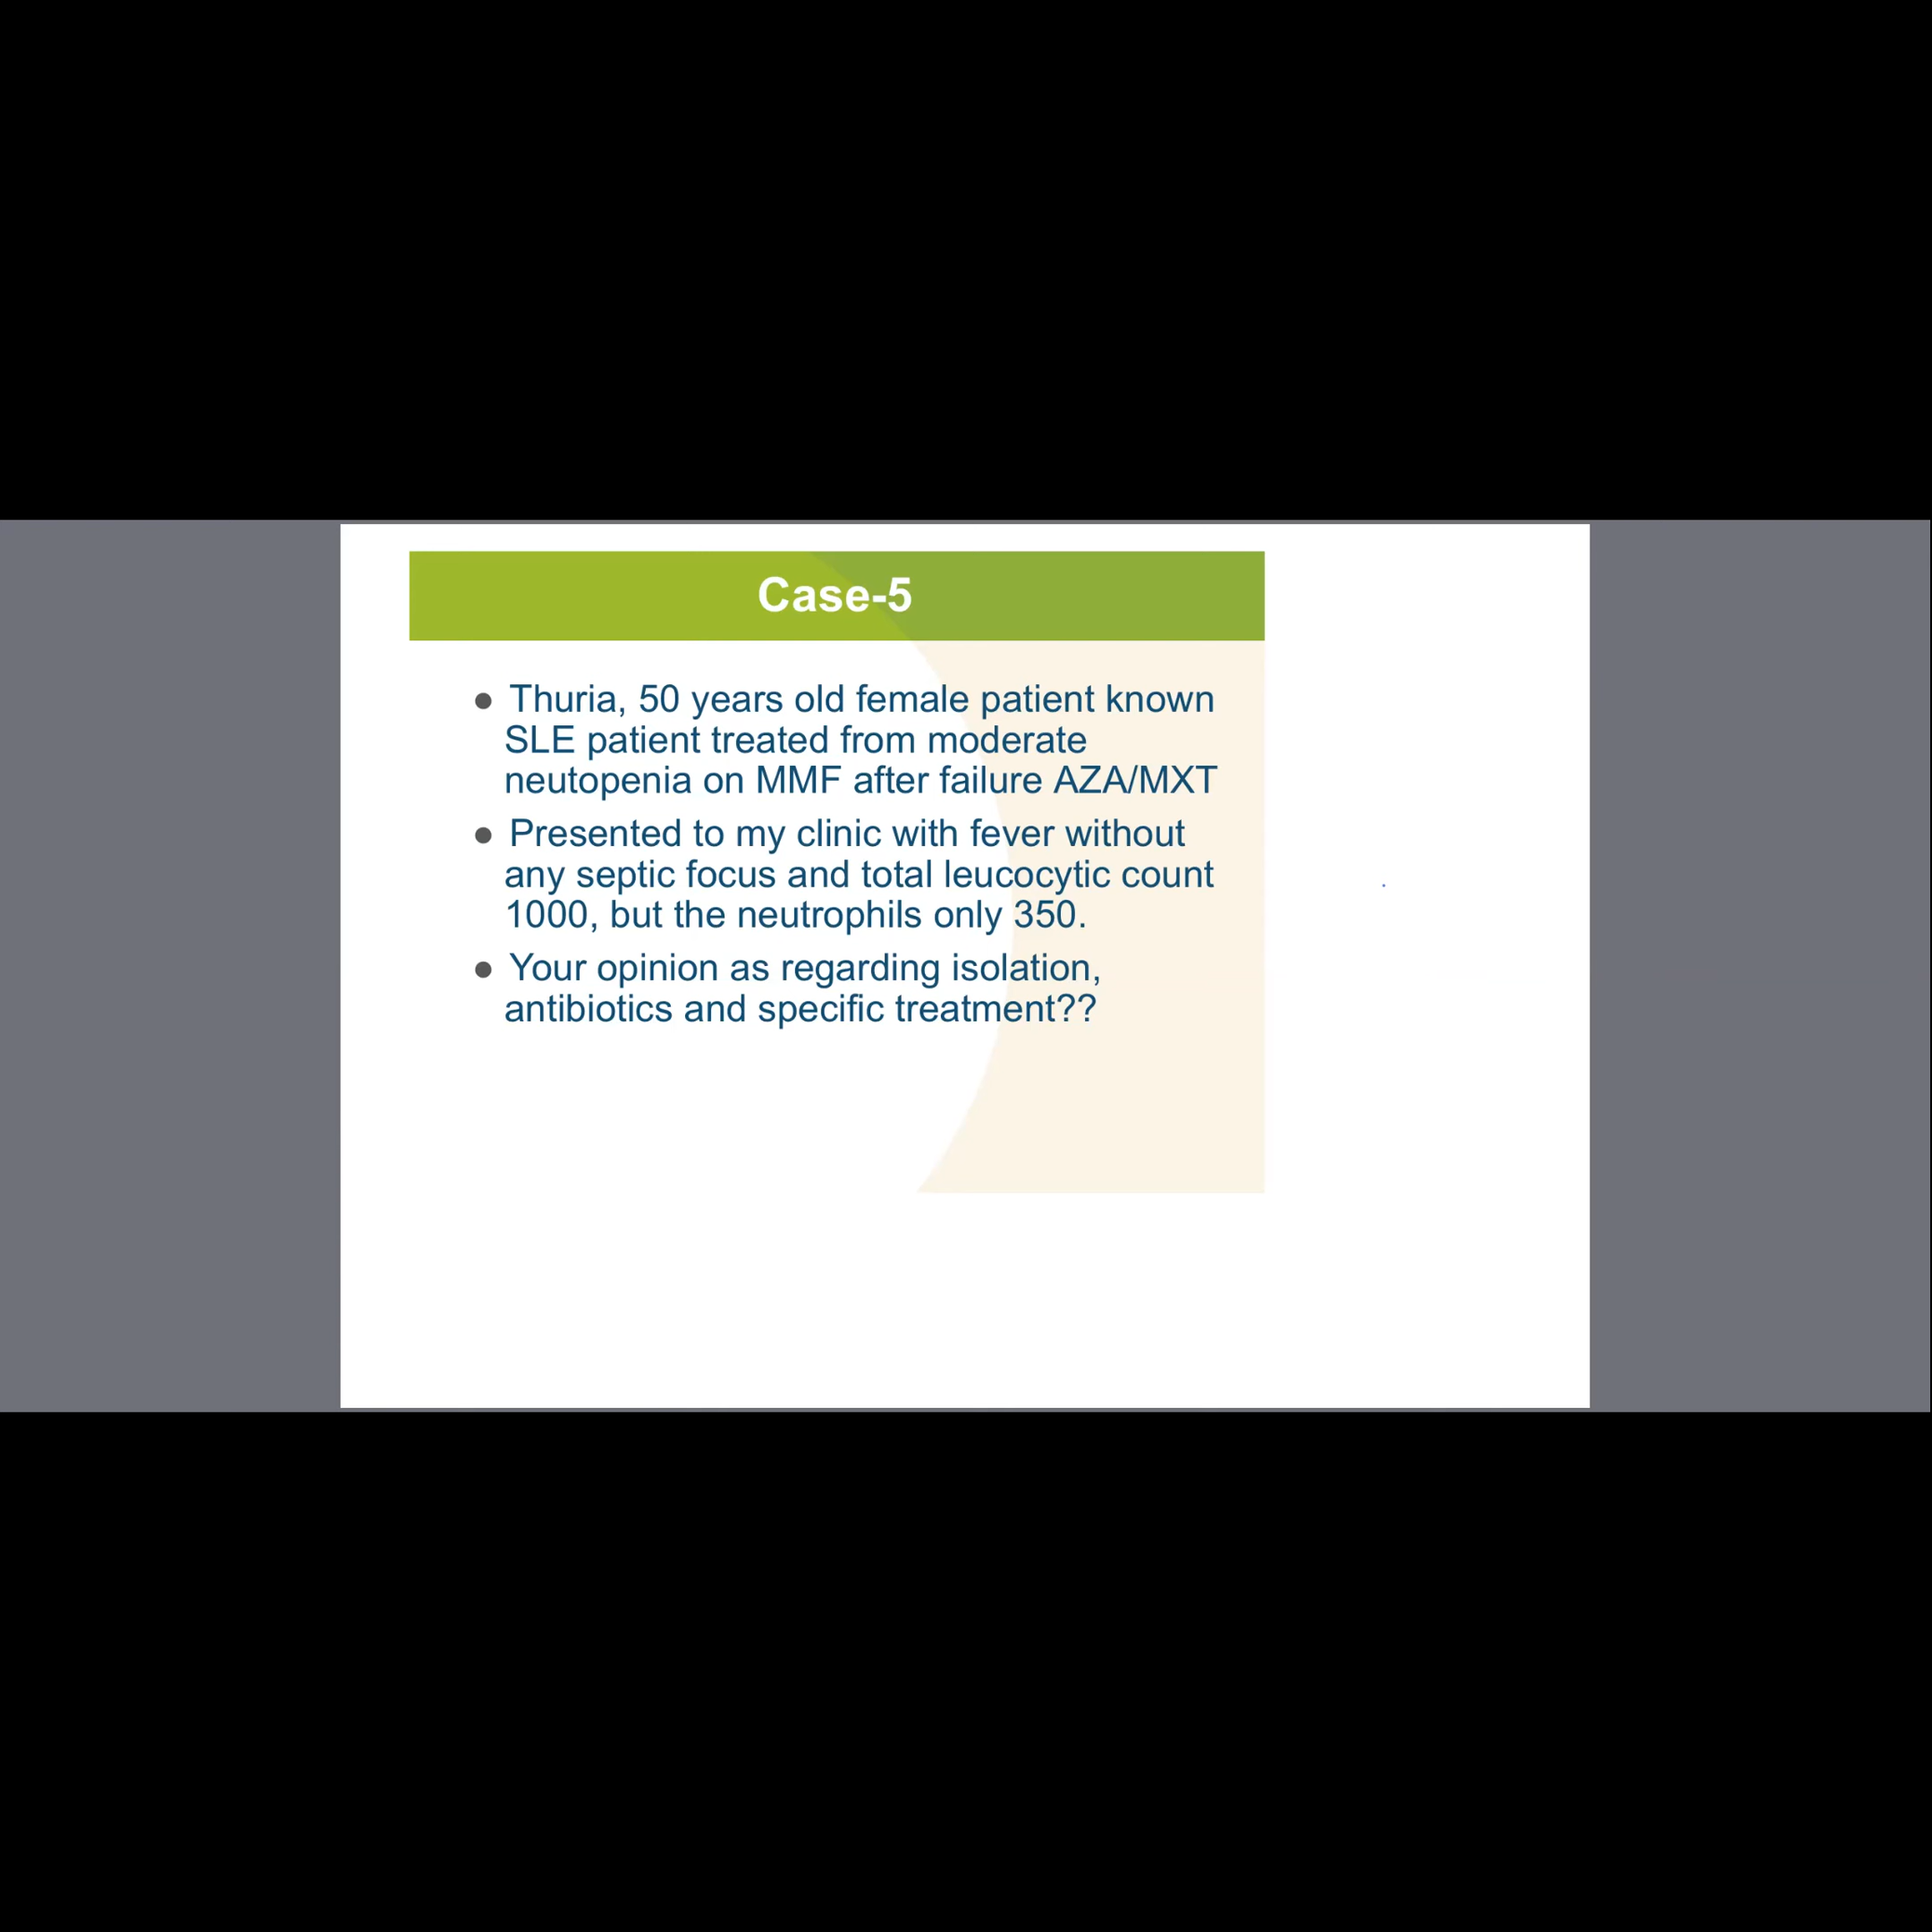 Case-5
● Thuria, 50 years old female patient known
SLE patient treated from moderate
neutopenia on MMF after failure AZA/MXT
● Presented to my clinic with fever without
any septic focus and total leucocytic count
1000, but the neutrophils only 350.
● Your opinion as regarding isolation,
antibiotics and specific treatment??